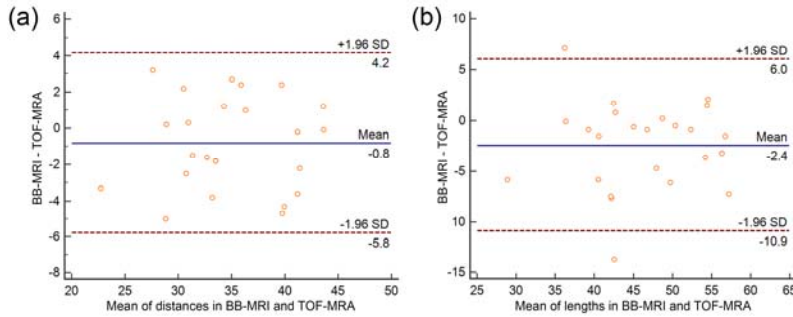 (a)
6
4
2
0
-2
-4
-6
-8
BB-MRI - TOF-MRA
+1.96 SD
4.2
Mean
-0.8
-1.96 SD
-5.8
20 25 30 35 40 45 50
Mean of distances in BB-MRI and TOF-MRA
(b)
10
5
0
-5
-10
-15
BB-MRI - TOF-MRA
+1.96 SD
6.0
Mean
-2.4
-1.96 SD
-10.9
25 30 35 40 45 50 55 60 65
Mean of lengths in BB-MRI and TOF-MRA